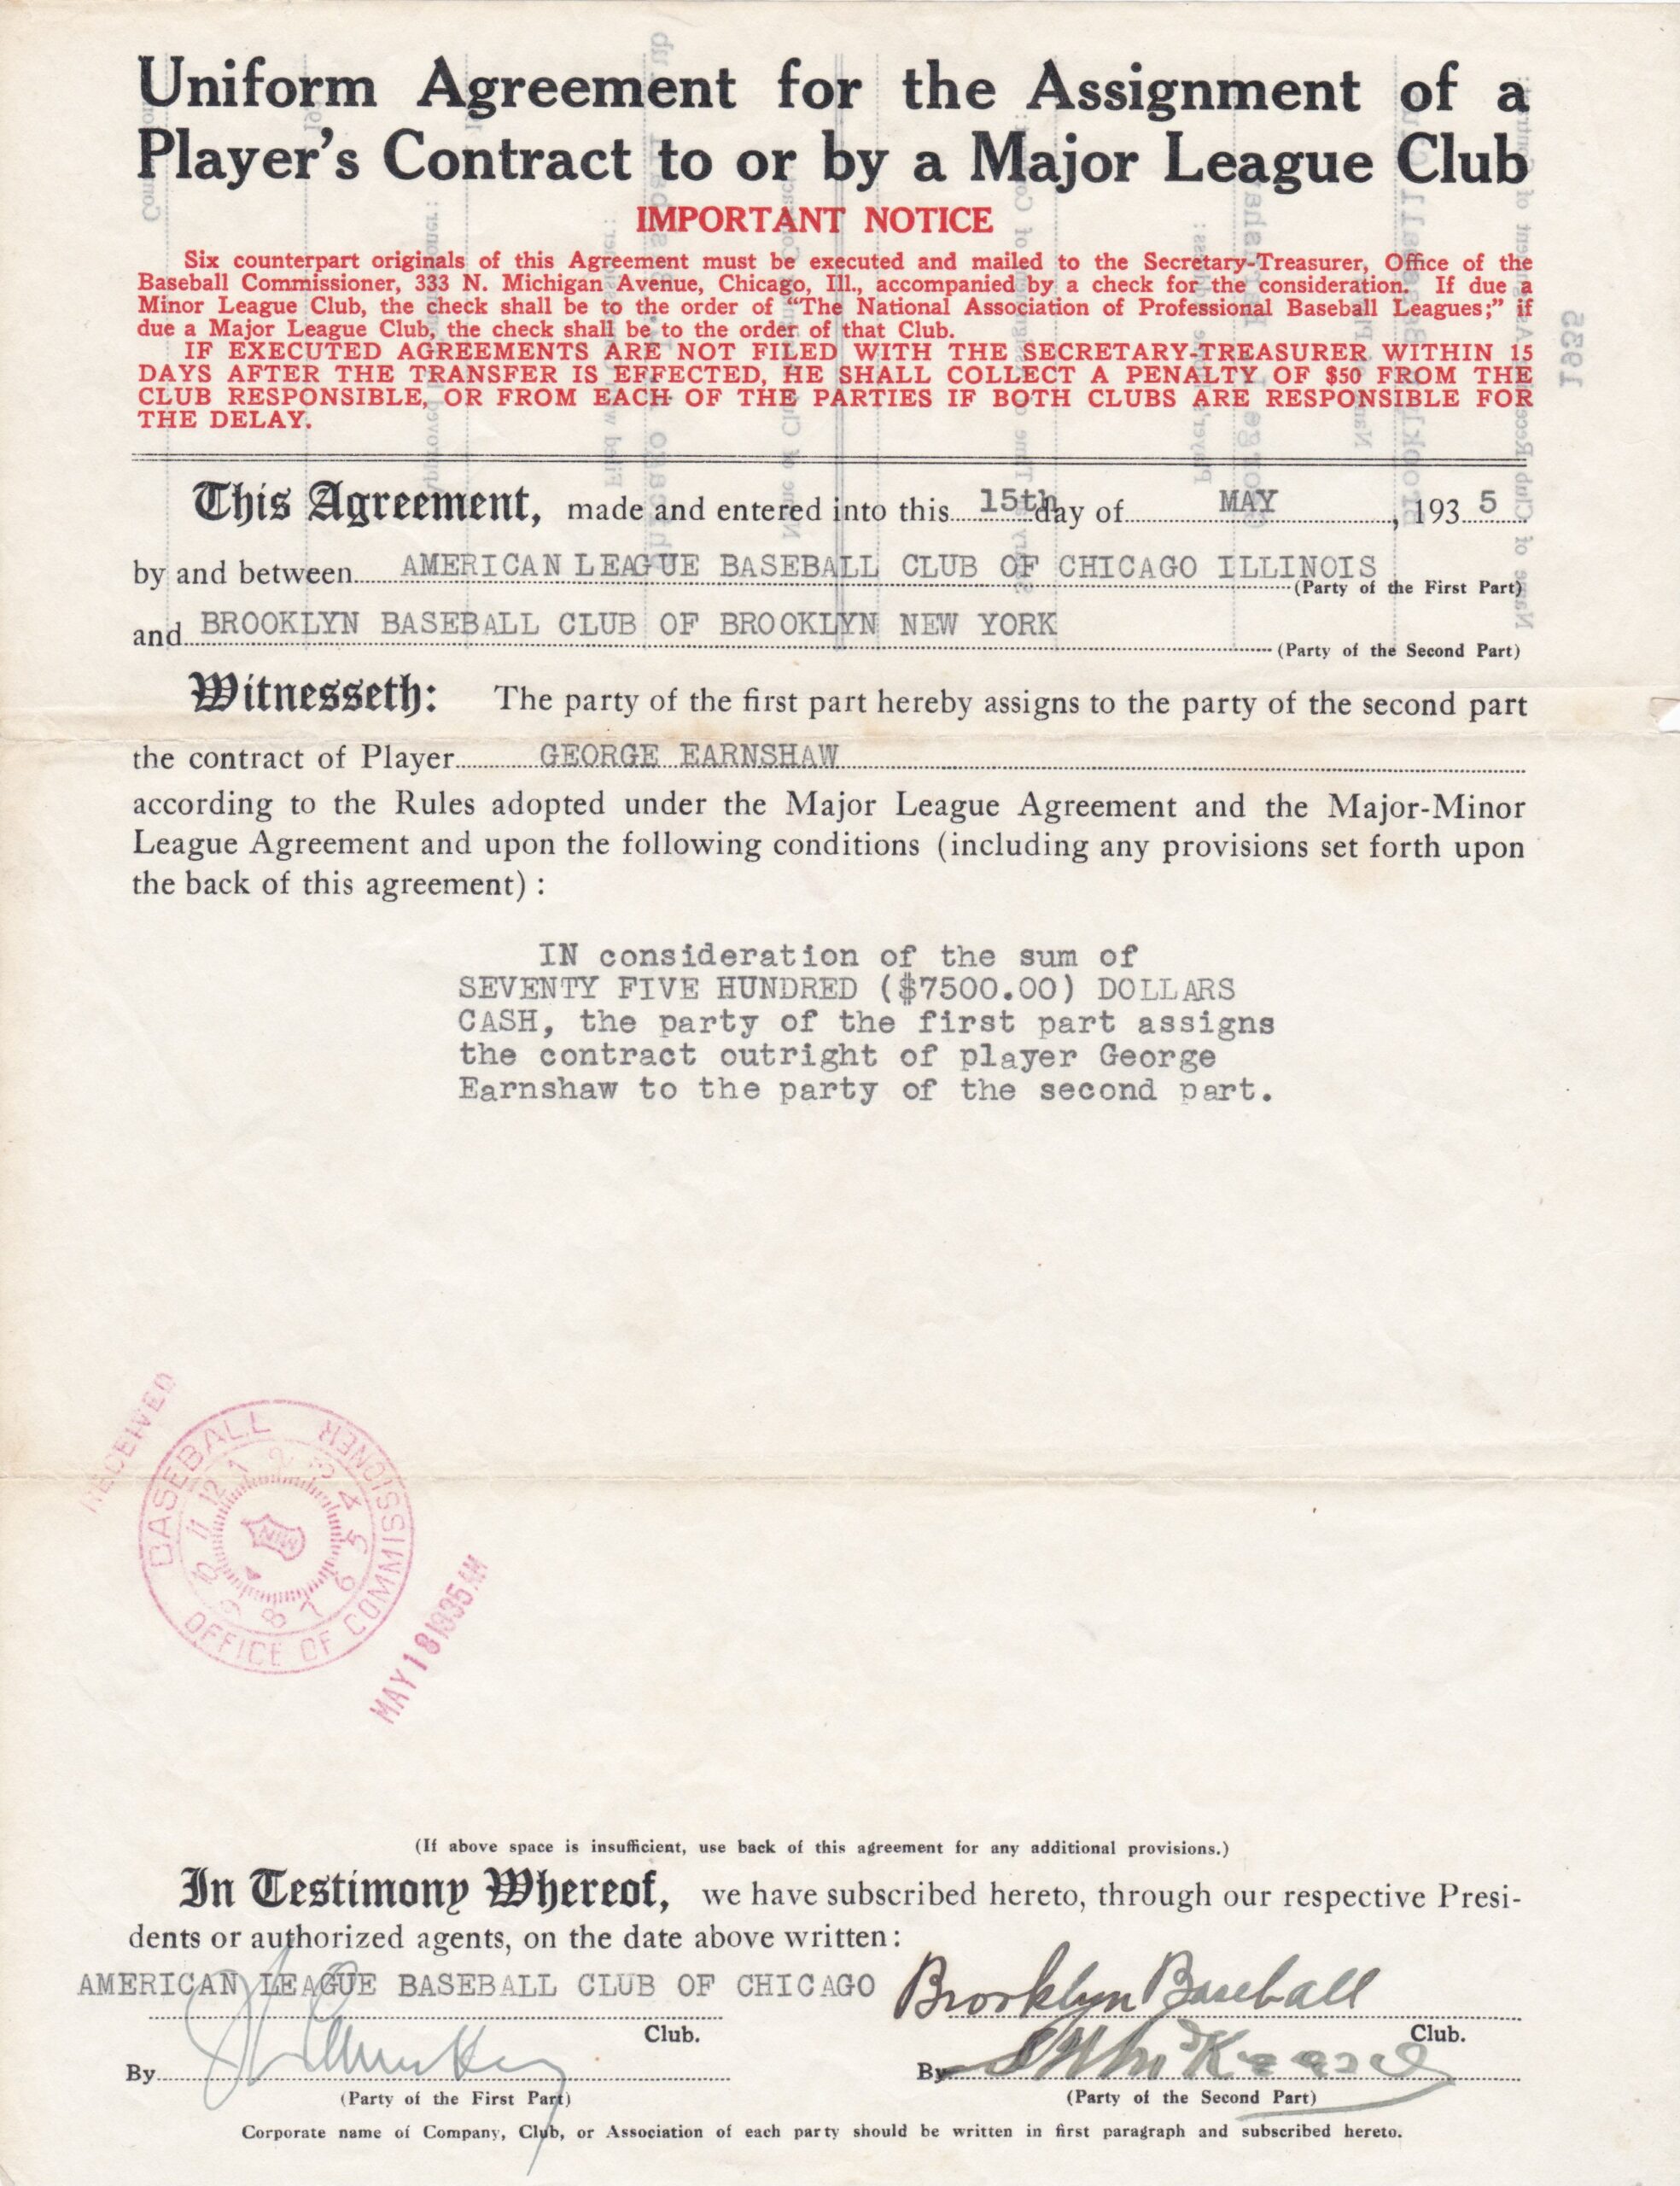 Uniform Agreement for the Assignment of a
Player's Contract to or by a Major League Club
IMPORTANT NOTICE
Six counterpart originals of this Agreement must be executed and mailed to the Secretary-Treasurer, Office of the
Baseball Commissioner, 333 N. Michigan Avenue, Chicago, Ill., accompanied by a check for the consideration. If due a
Minor League Club, the check shall be to the order of "The National Association of Professional Baseball Leagues;" if
due a Major League Club, the check shall be to the order of that Club.
IF EXECUTED AGREEMENTS ARE NOT FILED WITH THE SECRETARY-TREASURER WITHIN 15
DAYS AFTER THE TRANSFER IS EFFECTED, HE SHALL COLLECT A PENALTY OF $50 FROM THE
CLUB RESPONSIBLE, OR FROM EACH OF THE PARTIES IF BOTH CLUBS ARE RESPONSIBLE FOR
THE DELAY.
1935
This Agreement, made and entered into this 15th day of MAY, 1935
by and between AMERICAN LEAGUE BASEBALL CLUB OF CHICAGO ILLINOIS
(Party of the First Part)
and BROOKLYN BASEBALL CLUB OF BROOKLYN NEW YORK
(Party of the Second Part)
Witnesseth: The party of the first part hereby assigns to the party of the second part
the contract of Player GEORGE EARNSHAW
according to the Rules adopted under the Major League Agreement and the Major-Minor
League Agreement and upon the following conditions (including any provisions set forth upon
the back of this agreement) :
IN consideration of the sum of
SEVENTY FIVE HUNDRED ($7500.00) DOLLARS
CASH, the party of the first part assigns
the contract outright of player George
Earnshaw to the party of the second part.
RECEIVED
BASEBALL
OFFICE OF COMMISSIONER
1 2 3 4 5 6 7 8 9 10 11 12
MAY 18 1935 AM
(If above space is insufficient, use back of this agreement for any additional provisions.)
In Testimony Whereof, we have subscribed hereto, through our respective Presi-
dents or authorized agents, on the date above written:
AMERICAN LEAGUE BASEBALL CLUB OF CHICAGO Brooklyn Baseball
Club. Club.
By By
(Party of the First Part) (Party of the Second Part)
Corporate name of Company, Club, or Association of each party should be written in first paragraph and subscribed hereto.